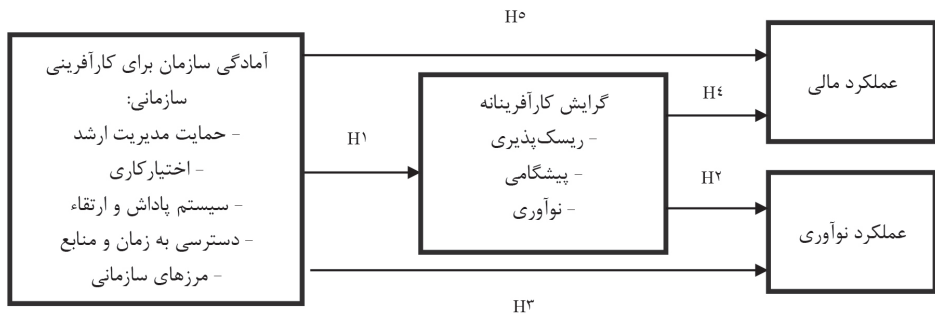 H۵
آمادگی سازمان برای کارآفرینی
سازمانی:
- حمایت مدیریت ارشد
- اختیارکاری
- سیستم پاداش و ارتقاء
- دسترسی به زمان و منابع
- مرزهای سازمانی
H۱
گرایش کارآفرینانه
- ریسک‌پذیری
- پیشگامی
- نوآوری
H۴
عملکرد مالی
H۲
عملکرد نوآوری
H۳